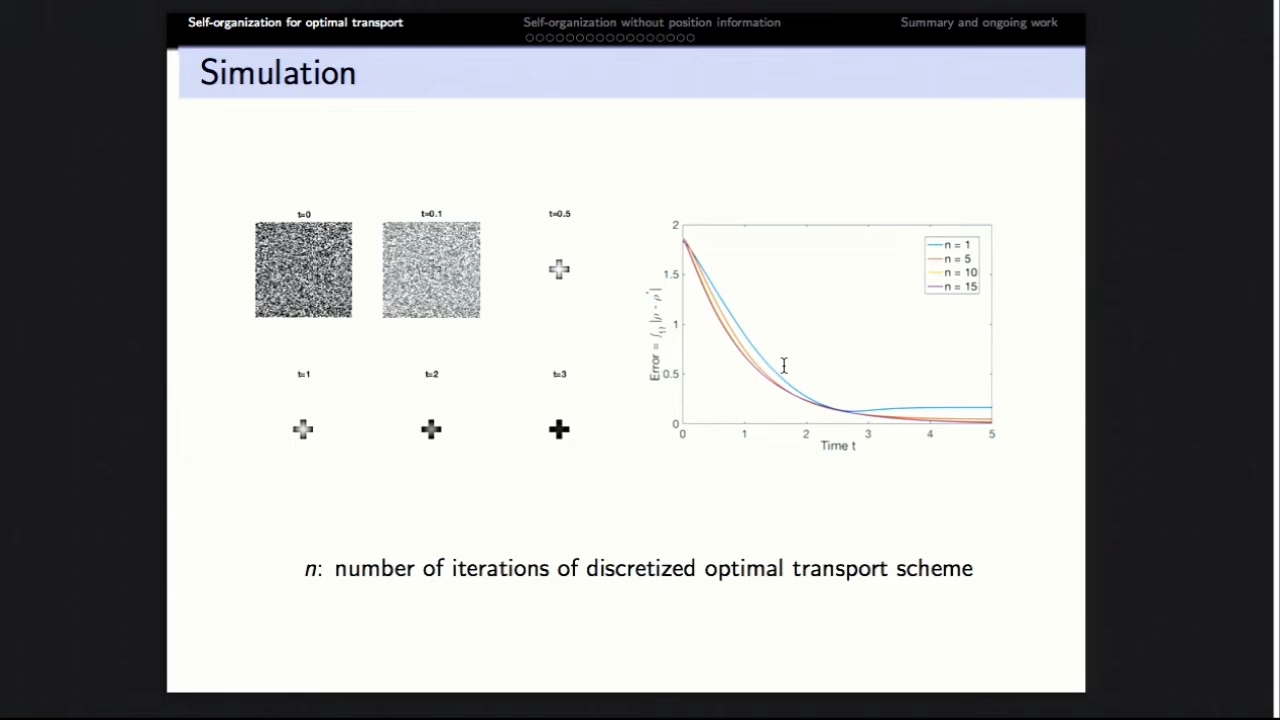 Self-organization for optimal transport
Self-organization without position information
Summary and ongoing work
Simulation
t=0
t=0.1
t=0.5
t=1
t=2
t=3
2
1.5
1
0.5
0
0
1
2
3
4
5
Error = ∫_Ω |ρ - ρ*|
Time t
n = 1
n = 5
n = 10
n = 15
n: number of iterations of discretized optimal transport scheme